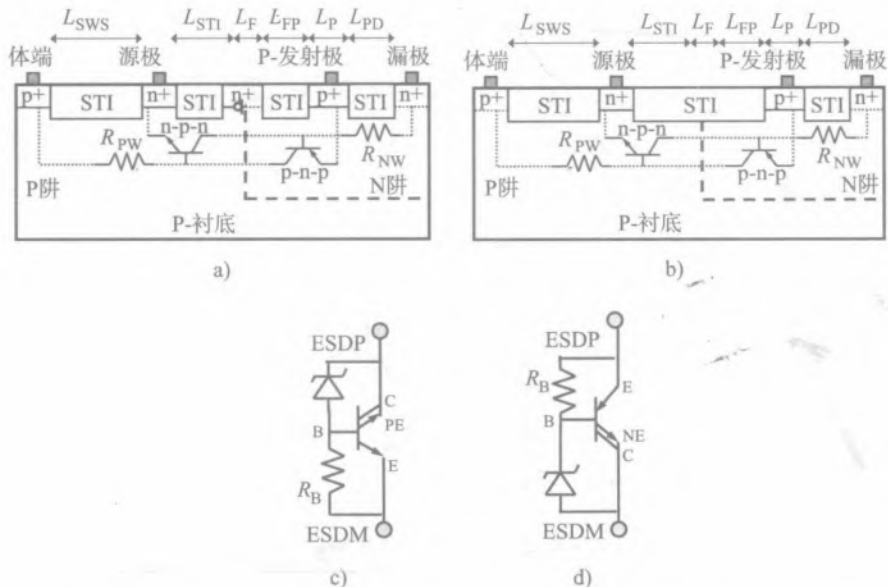 L_SWS L_STI L_F L_FP L_P L_PD
体端 源极 P-发射极 漏极
p+ STI n+ STI n+ STI p+ STI n+
n-p-n
R_PW R_NW
p-n-p
P阱 N阱
P-衬底
a)
L_SWS L_STI L_F L_FP L_P L_PD
体端 源极 P-发射极 漏极
p+ STI n+ STI p+ STI n+
n-p-n
R_PW R_NW
p-n-p
P阱 N阱
P-衬底
b)
ESDP
C
B PE
E
R_B
ESDM
c)
ESDP
R_B E
B NE
C
ESDM
d)